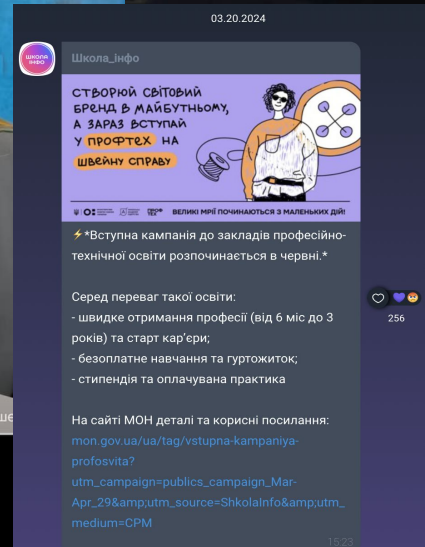 03.20.2024
ШКОЛА
ІНФО
Школа_інфо
СТВОРЮЙ СВІТОВИЙ
БРЕНД В МАЙБУТНЬОМУ,
А ЗАРАЗ ВСТУПАЙ
У ПРОФТЕХ НА
ШВЕЙНУ СПРАВУ
ВЕЛИКІ МРІЇ ПОЧИНАЮТЬСЯ З МАЛЕНЬКИХ ДІЙ!
⚡*Вступна кампанія до закладів професійно-
технічної освіти розпочинається в червні.*
Серед переваг такої освіти:
- швидке отримання професії (від 6 міс до 3
років) та старт кар’єри;
- безоплатне навчання та гуртожиток;
- стипендія та оплачувана практика
256
На сайті МОН деталі та корисні посилання:
mon.gov.ua/ua/tag/vstupna-kampaniya-
profosvita?
utm_campaign=publics_campaign_Mar-
Apr_29&amp;utm_source=ShkolaInfo&amp;utm_
medium=CPM
15:23